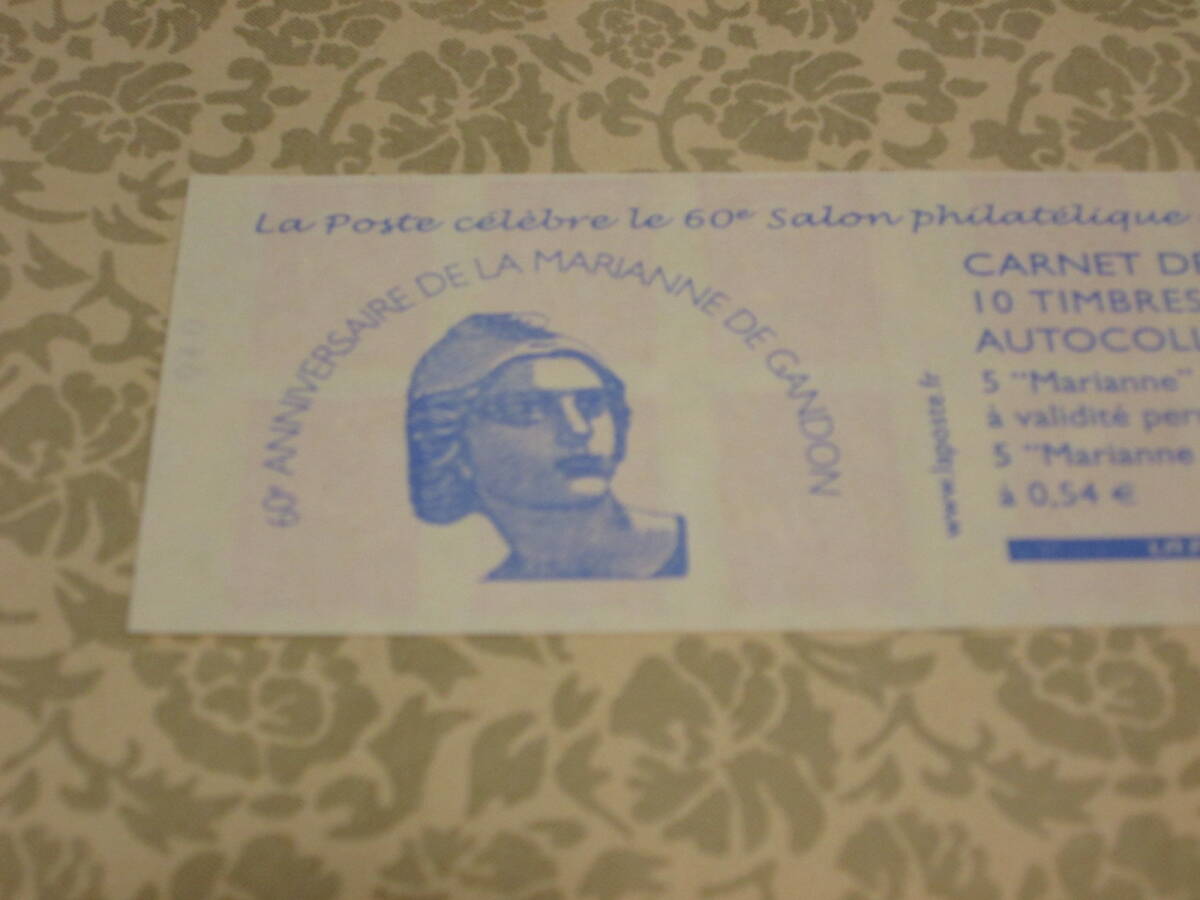 La Poste célèbre le 60e Salon philatélique
60e ANNIVERSAIRE DE LA MARIANNE DE GANDON
www.laposte.fr
CARNET DE
10 TIMBRES
AUTOCOLL
5 "Marianne"
à validité per
5 "Marianne
à 0,54 €
LA P